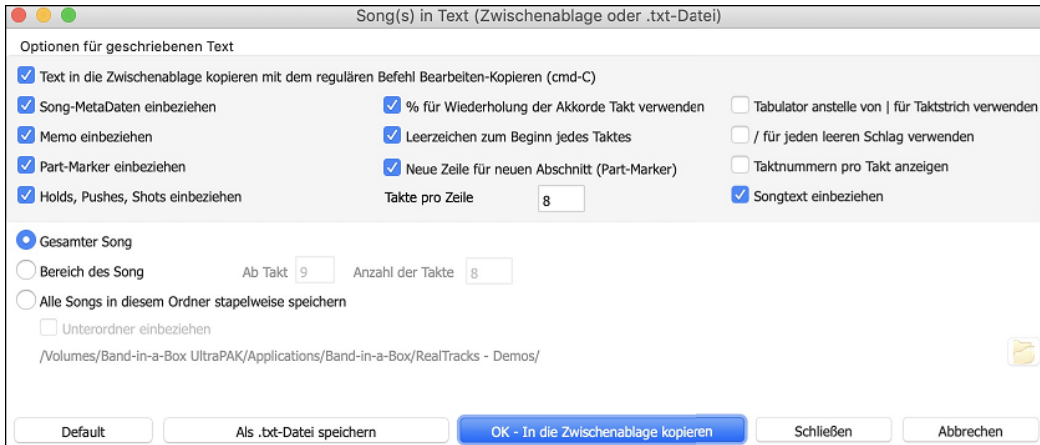 Song(s) in Text (Zwischenablage oder .txt-Datei)
Optionen für geschriebenen Text
Text in die Zwischenablage kopieren mit dem regulären Befehl Bearbeiten-Kopieren (cmd-C)
Song-MetaDaten einbeziehen
% für Wiederholung der Akkorde Takt verwenden
Tabulator anstelle von | für Taktstrich verwenden
Memo einbeziehen
Leerzeichen zum Beginn jedes Taktes
/ für jeden leeren Schlag verwenden
Part-Marker einbeziehen
Neue Zeile für neuen Abschnitt (Part-Marker)
Taktnummern pro Takt anzeigen
Holds, Pushes, Shots einbeziehen
Takte pro Zeile 8
Songtext einbeziehen
Gesamter Song
Bereich des Song Ab Takt 9 Anzahl der Takte 8
Alle Songs in diesem Ordner stapelweise speichern
Unterordner einbeziehen
/Volumes/Band-in-a-Box UltraPAK/Applications/Band-in-a-Box/RealTracks - Demos/
Default
Als .txt-Datei speichern
OK - In die Zwischenablage kopieren
Schließen
Abbrechen